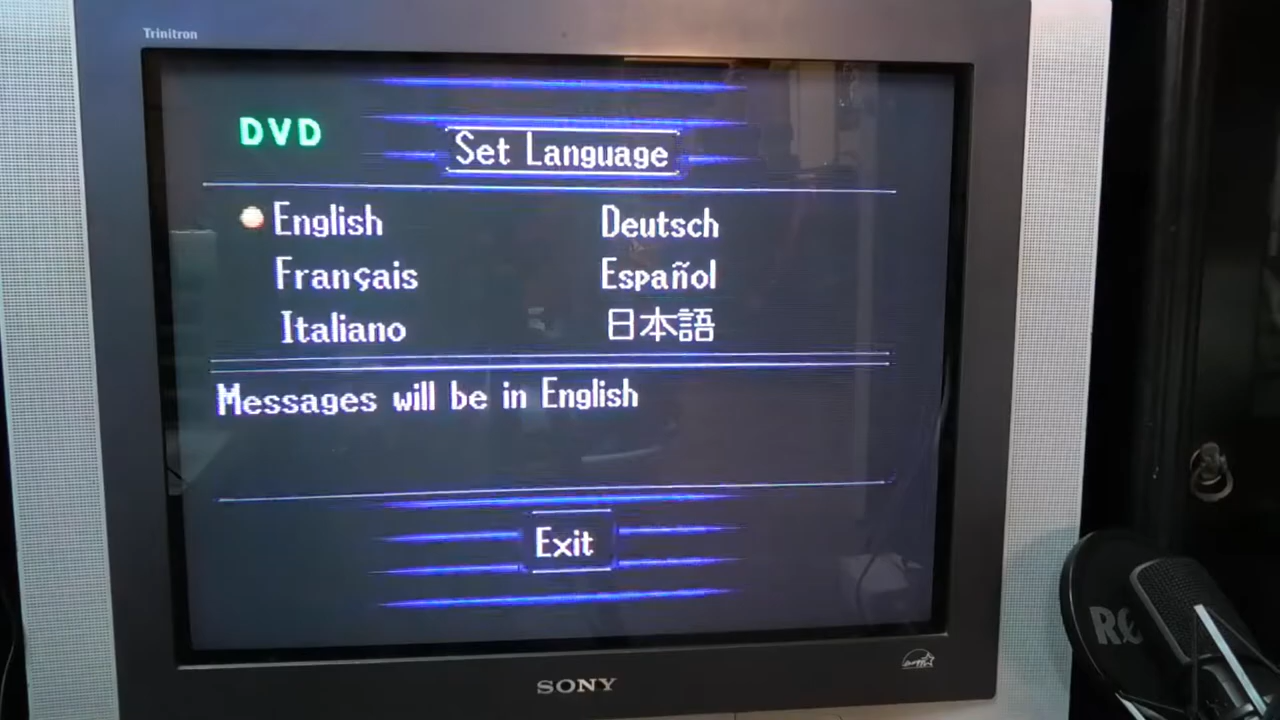 Trinitron
DVD
Set Language
English Deutsch
Français Español
Italiano 日本語
Messages will be in English
Exit
SONY